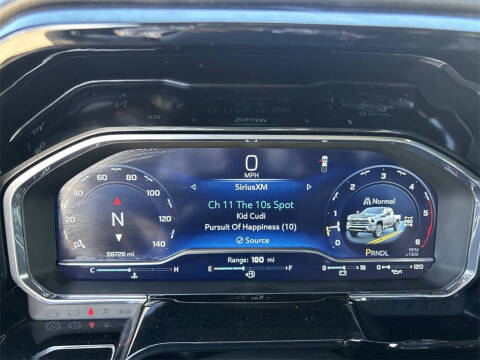 0
MPH
SiriusXM
Ch 11 The 10s Spot
Kid Cudi
Pursuit Of Happiness (10)
Source
Range: 180 mi
E F
20 40 60 80 100 120 140
N
58726 mi
C H
1 2 3 4 5 6
Normal
PRNDL
RPM
x1000